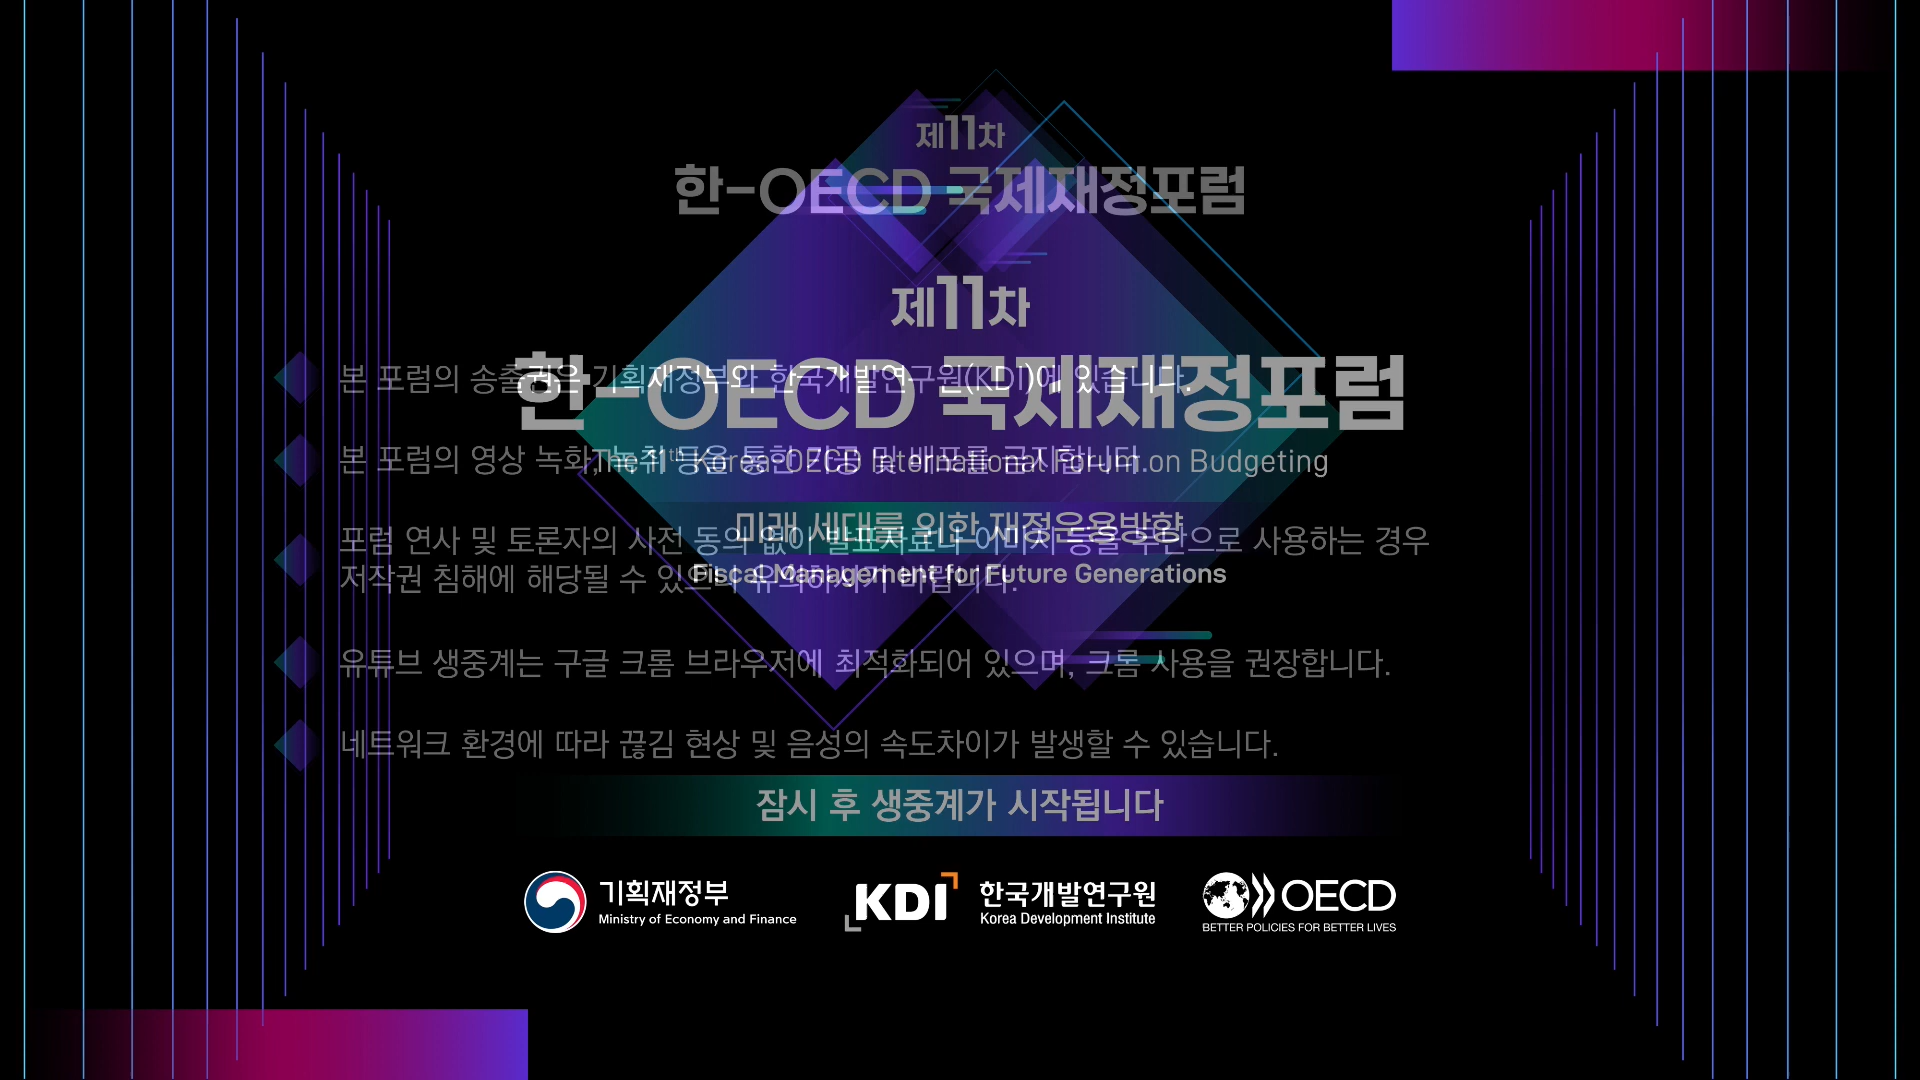 제11차
한-OECD 국제재정포럼
제11차
한-OECD 국제재정포럼
본 포럼의 송출권은 기획재정부와 한국개발연구원(KDI)에 있습니다.
본 포럼의 영상 녹화, 녹취 등을 통한 가공 및 배포를 금지합니다.
The 11th Korea-OECD International Forum on Budgeting
미래 세대를 위한 재정운용방향
포럼 연사 및 토론자의 사전 동의 없이 발표자료나 이미지 등을 무단으로 사용하는 경우
저작권 침해에 해당될 수 있으니 유의하시기 바랍니다.
Fiscal Management for Future Generations
유튜브 생중계는 구글 크롬 브라우저에 최적화되어 있으며, 크롬 사용을 권장합니다.
네트워크 환경에 따라 끊김 현상 및 음성의 속도차이가 발생할 수 있습니다.
잠시 후 생중계가 시작됩니다
기획재정부
Ministry of Economy and Finance
KDI 한국개발연구원
Korea Development Institute
OECD
BETTER POLICIES FOR BETTER LIVES